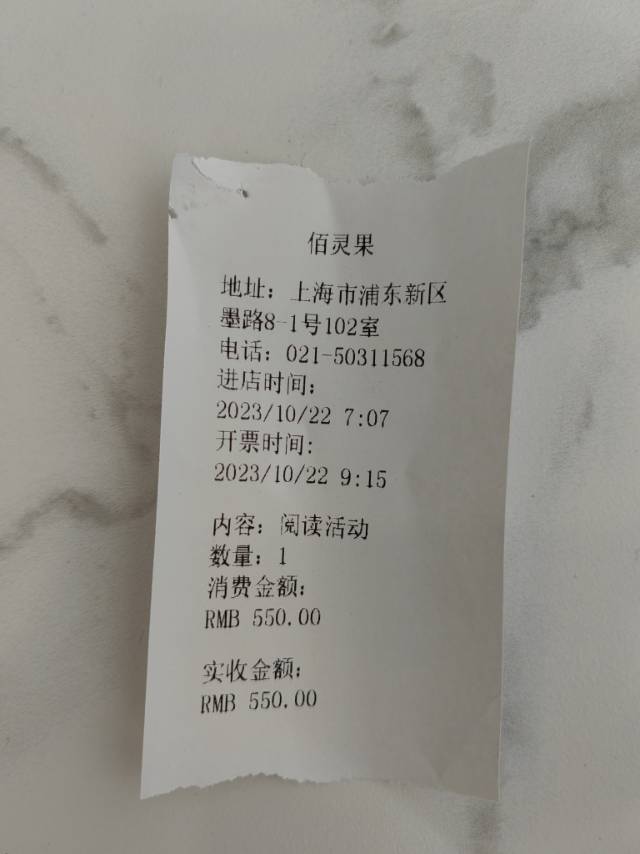 佰灵果
地址：上海市浦东新区
墨路8-1号102室
电话：021-50311568
进店时间：
2023/10/22 7:07
开票时间:
2023/10/22 9:15
内容：阅读活动
数量：1
消费金额：
RMB 550.00
实收金额：
RMB 550.00